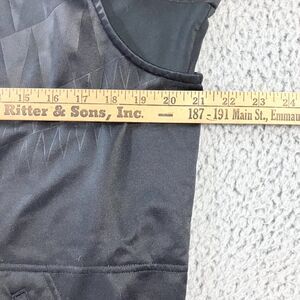 15 16 17 18 19 20 21 22 23 24
Ritter & Sons, Inc. — 187 - 191 Main St., Emmau